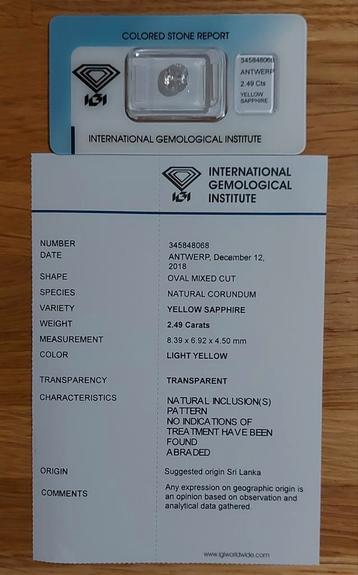 COLORED STONE REPORT
IGI
345848068
ANTWERP
2.49 Cts
YELLOW
SAPPHIRE
INTERNATIONAL GEMOLOGICAL INSTITUTE
IGI
INTERNATIONAL
GEMOLOGICAL
INSTITUTE
NUMBER 345848068
DATE ANTWERP, December 12,
2018
SHAPE OVAL MIXED CUT
SPECIES NATURAL CORUNDUM
VARIETY YELLOW SAPPHIRE
WEIGHT 2.49 Carats
MEASUREMENT 8.39 x 6.92 x 4.50 mm
COLOR LIGHT YELLOW
TRANSPARENCY TRANSPARENT
CHARACTERISTICS NATURAL INCLUSION(S)
PATTERN
NO INDICATIONS OF
TREATMENT HAVE BEEN
FOUND
ABRADED
ORIGIN Suggested origin Sri Lanka
COMMENTS Any expression on geographic origin is
an opinion based on observation and
analytical data gathered.
www.igiworldwide.com